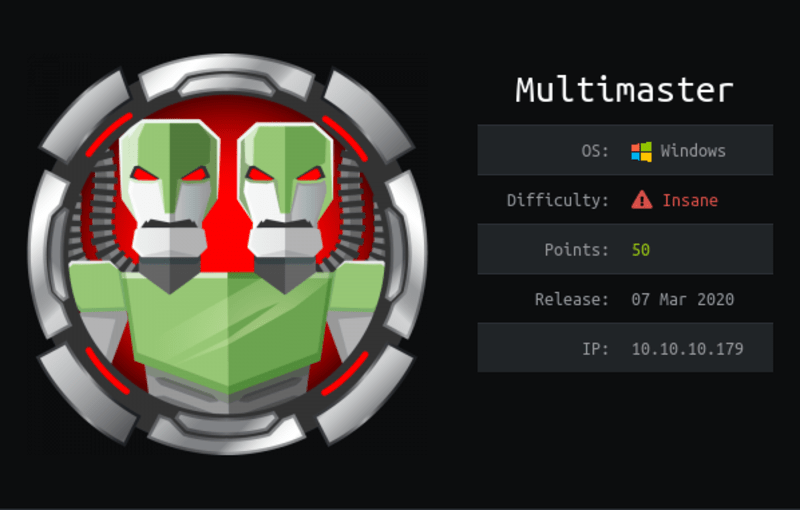 Multimaster
OS: Windows
Difficulty: Insane
Points: 50
Release: 07 Mar 2020
IP: 10.10.10.179